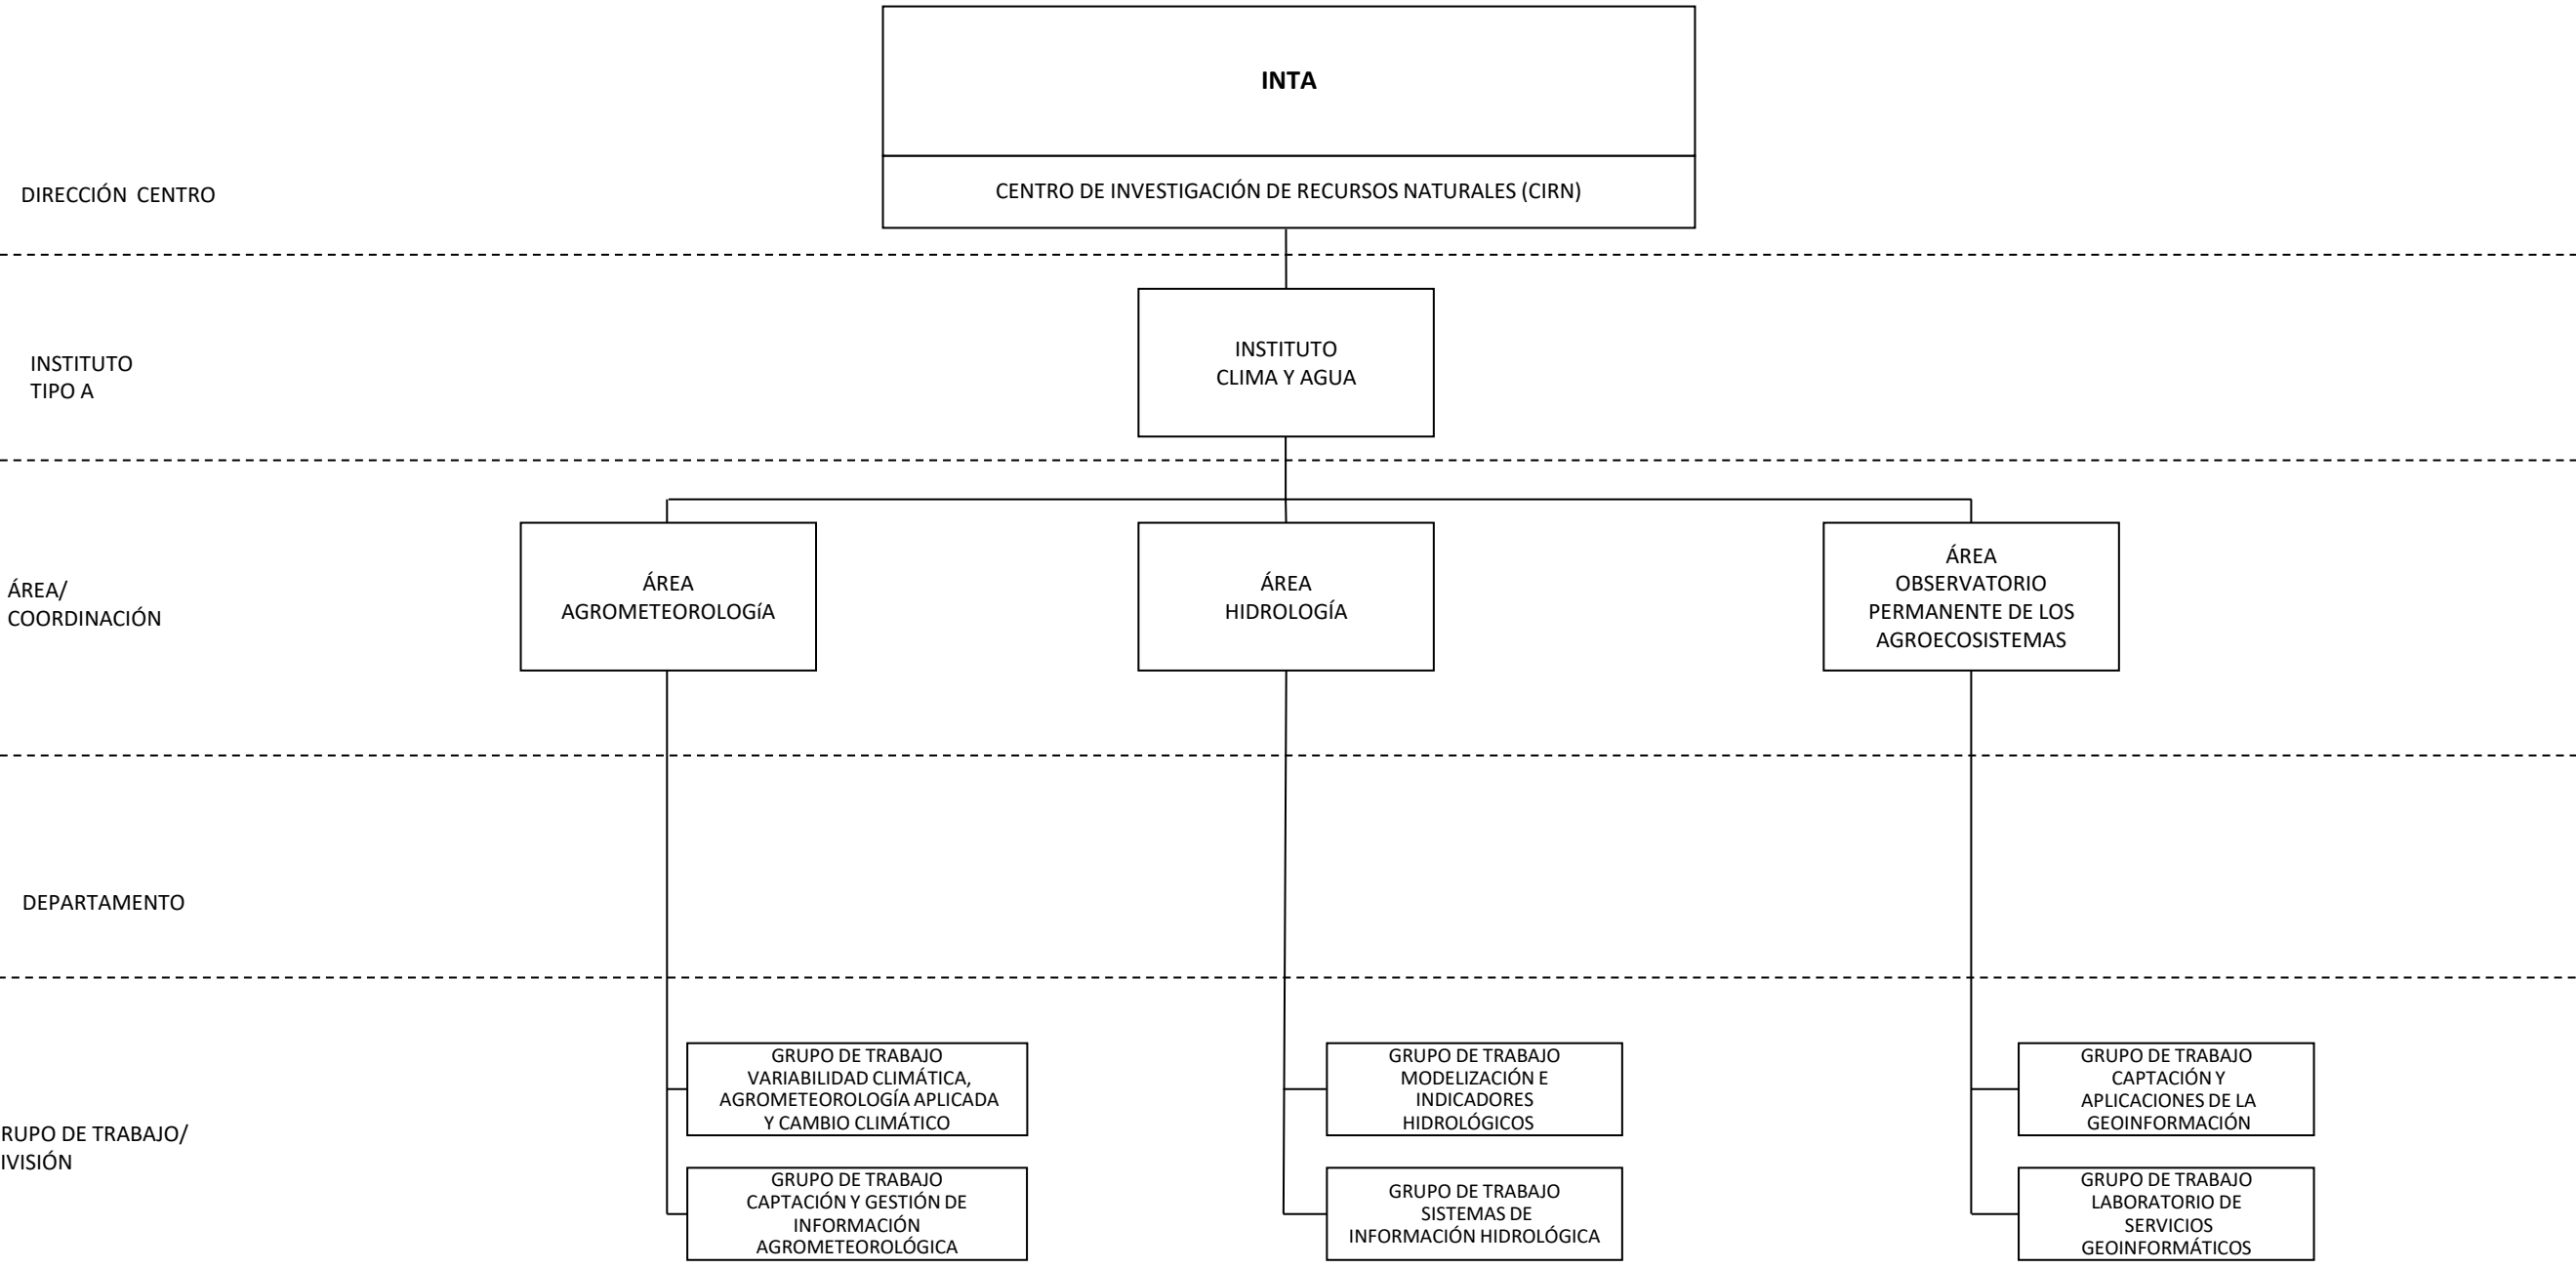 INTA
DIRECCIÓN CENTRO
CENTRO DE INVESTIGACIÓN DE RECURSOS NATURALES (CIRN)
INSTITUTO
TIPO A
INSTITUTO
CLIMA Y AGUA
ÁREA/
COORDINACIÓN
ÁREA
AGROMETEOROLOGíA
ÁREA
HIDROLOGÍA
ÁREA
OBSERVATORIO
PERMANENTE DE LOS
AGROECOSISTEMAS
DEPARTAMENTO
RUPO DE TRABAJO/
IVISIÓN
GRUPO DE TRABAJO
VARIABILIDAD CLIMÁTICA,
AGROMETEOROLOGÍA APLICADA
Y CAMBIO CLIMÁTICO
GRUPO DE TRABAJO
CAPTACIÓN Y GESTIÓN DE
INFORMACIÓN
AGROMETEOROLÓGICA
GRUPO DE TRABAJO
MODELIZACIÓN E
INDICADORES
HIDROLÓGICOS
GRUPO DE TRABAJO
SISTEMAS DE
INFORMACIÓN HIDROLÓGICA
GRUPO DE TRABAJO
CAPTACIÓN Y
APLICACIONES DE LA
GEOINFORMACIÓN
GRUPO DE TRABAJO
LABORATORIO DE
SERVICIOS
GEOINFORMÁTICOS